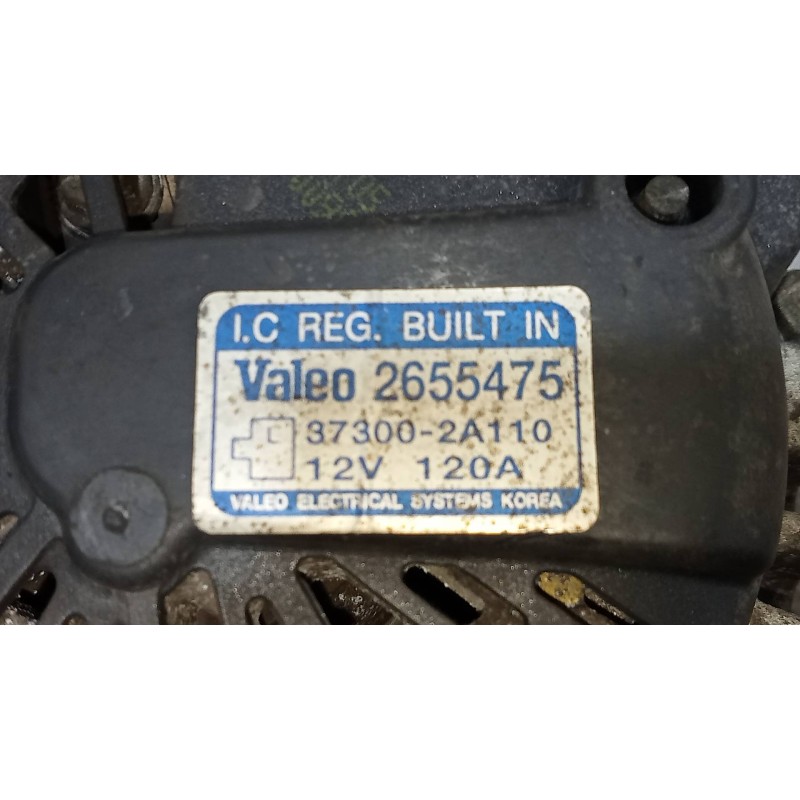 I.C REG. BUILT IN
Valeo 2655475
37300-2A110
12V 120A
VALEO ELECTRICAL SYSTEMS KOREA